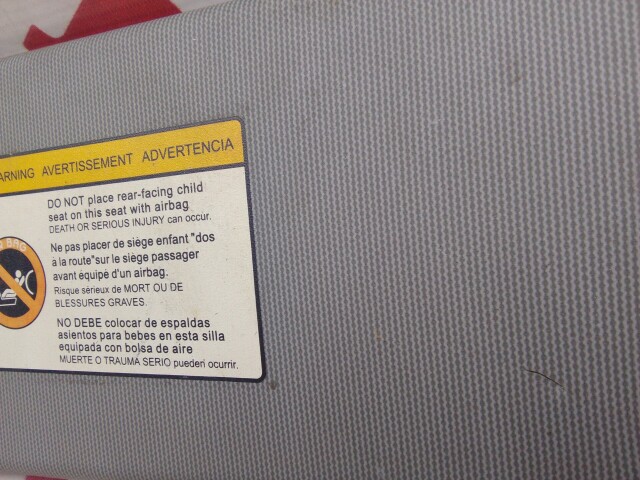 ARNING AVERTISSEMENT ADVERTENCIA
DO NOT place rear-facing child
seat on this seat with airbag
DEATH OR SERIOUS INJURY can occur.
Ne pas placer de siège enfant "dos
à la route" sur le siège passager
avant équipé d'un airbag.
Risque sérieux de MORT OU DE
BLESSURES GRAVES.
NO DEBE colocar de espaldas
asientos para bebes en esta silla
equipada con bolsa de aire
MUERTE O TRAUMA SERIO pueden ocurrir.